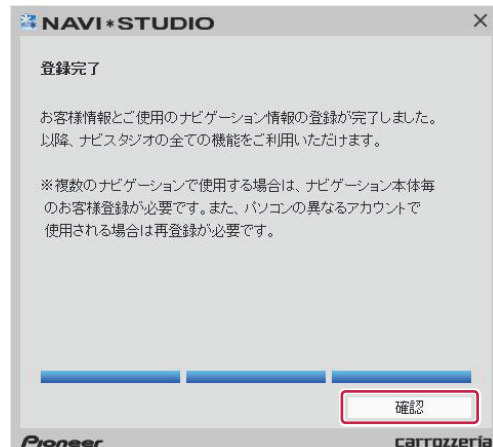 NAVI*STUDIO
登録完了
お客様情報とご使用のナビゲーション情報の登録が完了しました。
以降、ナビスタジオの全ての機能をご利用いただけます。
※複数のナビゲーションで使用する場合は、ナビゲーション本体毎
のお客様登録が必要です。また、パソコンの異なるアカウントで
使用される場合は再登録が必要です。
確認
Pioneer carrozzeria